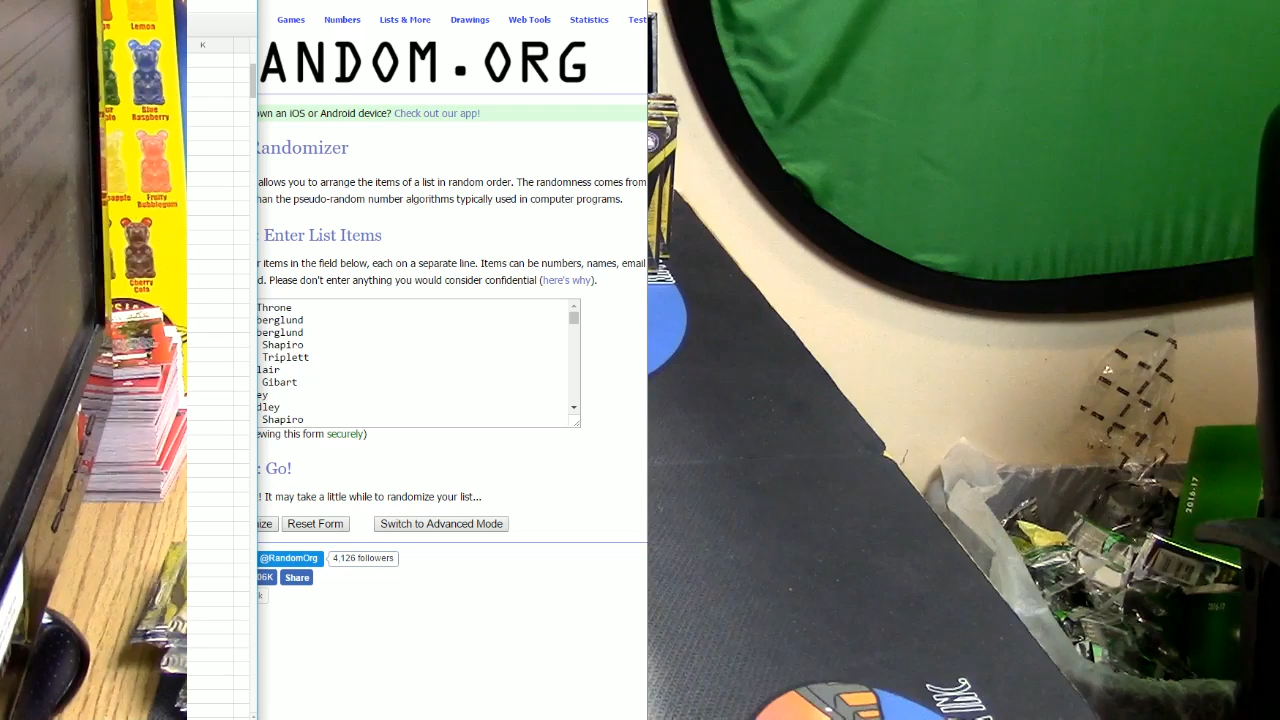 Lemon
Blue
Raspberry
Fruity
Bubblegum
Cherry
Cola
K
Games Numbers Lists & More Drawings Web Tools Statistics Test
ANDOM.ORG
own an iOS or Android device? Check out our app!
Randomizer
allows you to arrange the items of a list in random order. The randomness comes from
han the pseudo-random number algorithms typically used in computer programs.
: Enter List Items
r items in the field below, each on a separate line. Items can be numbers, names, email
d. Please don't enter anything you would consider confidential (here's why).
Throne
berglund
berglund
Shapiro
Triplett
lair
Gibart
ey
dley
Shapiro
ewing this form securely)
: Go!
! It may take a little while to randomize your list...
ize Reset Form Switch to Advanced Mode
@RandomOrg 4,126 followers
06K Share
k
2016-17
2016-17
INC